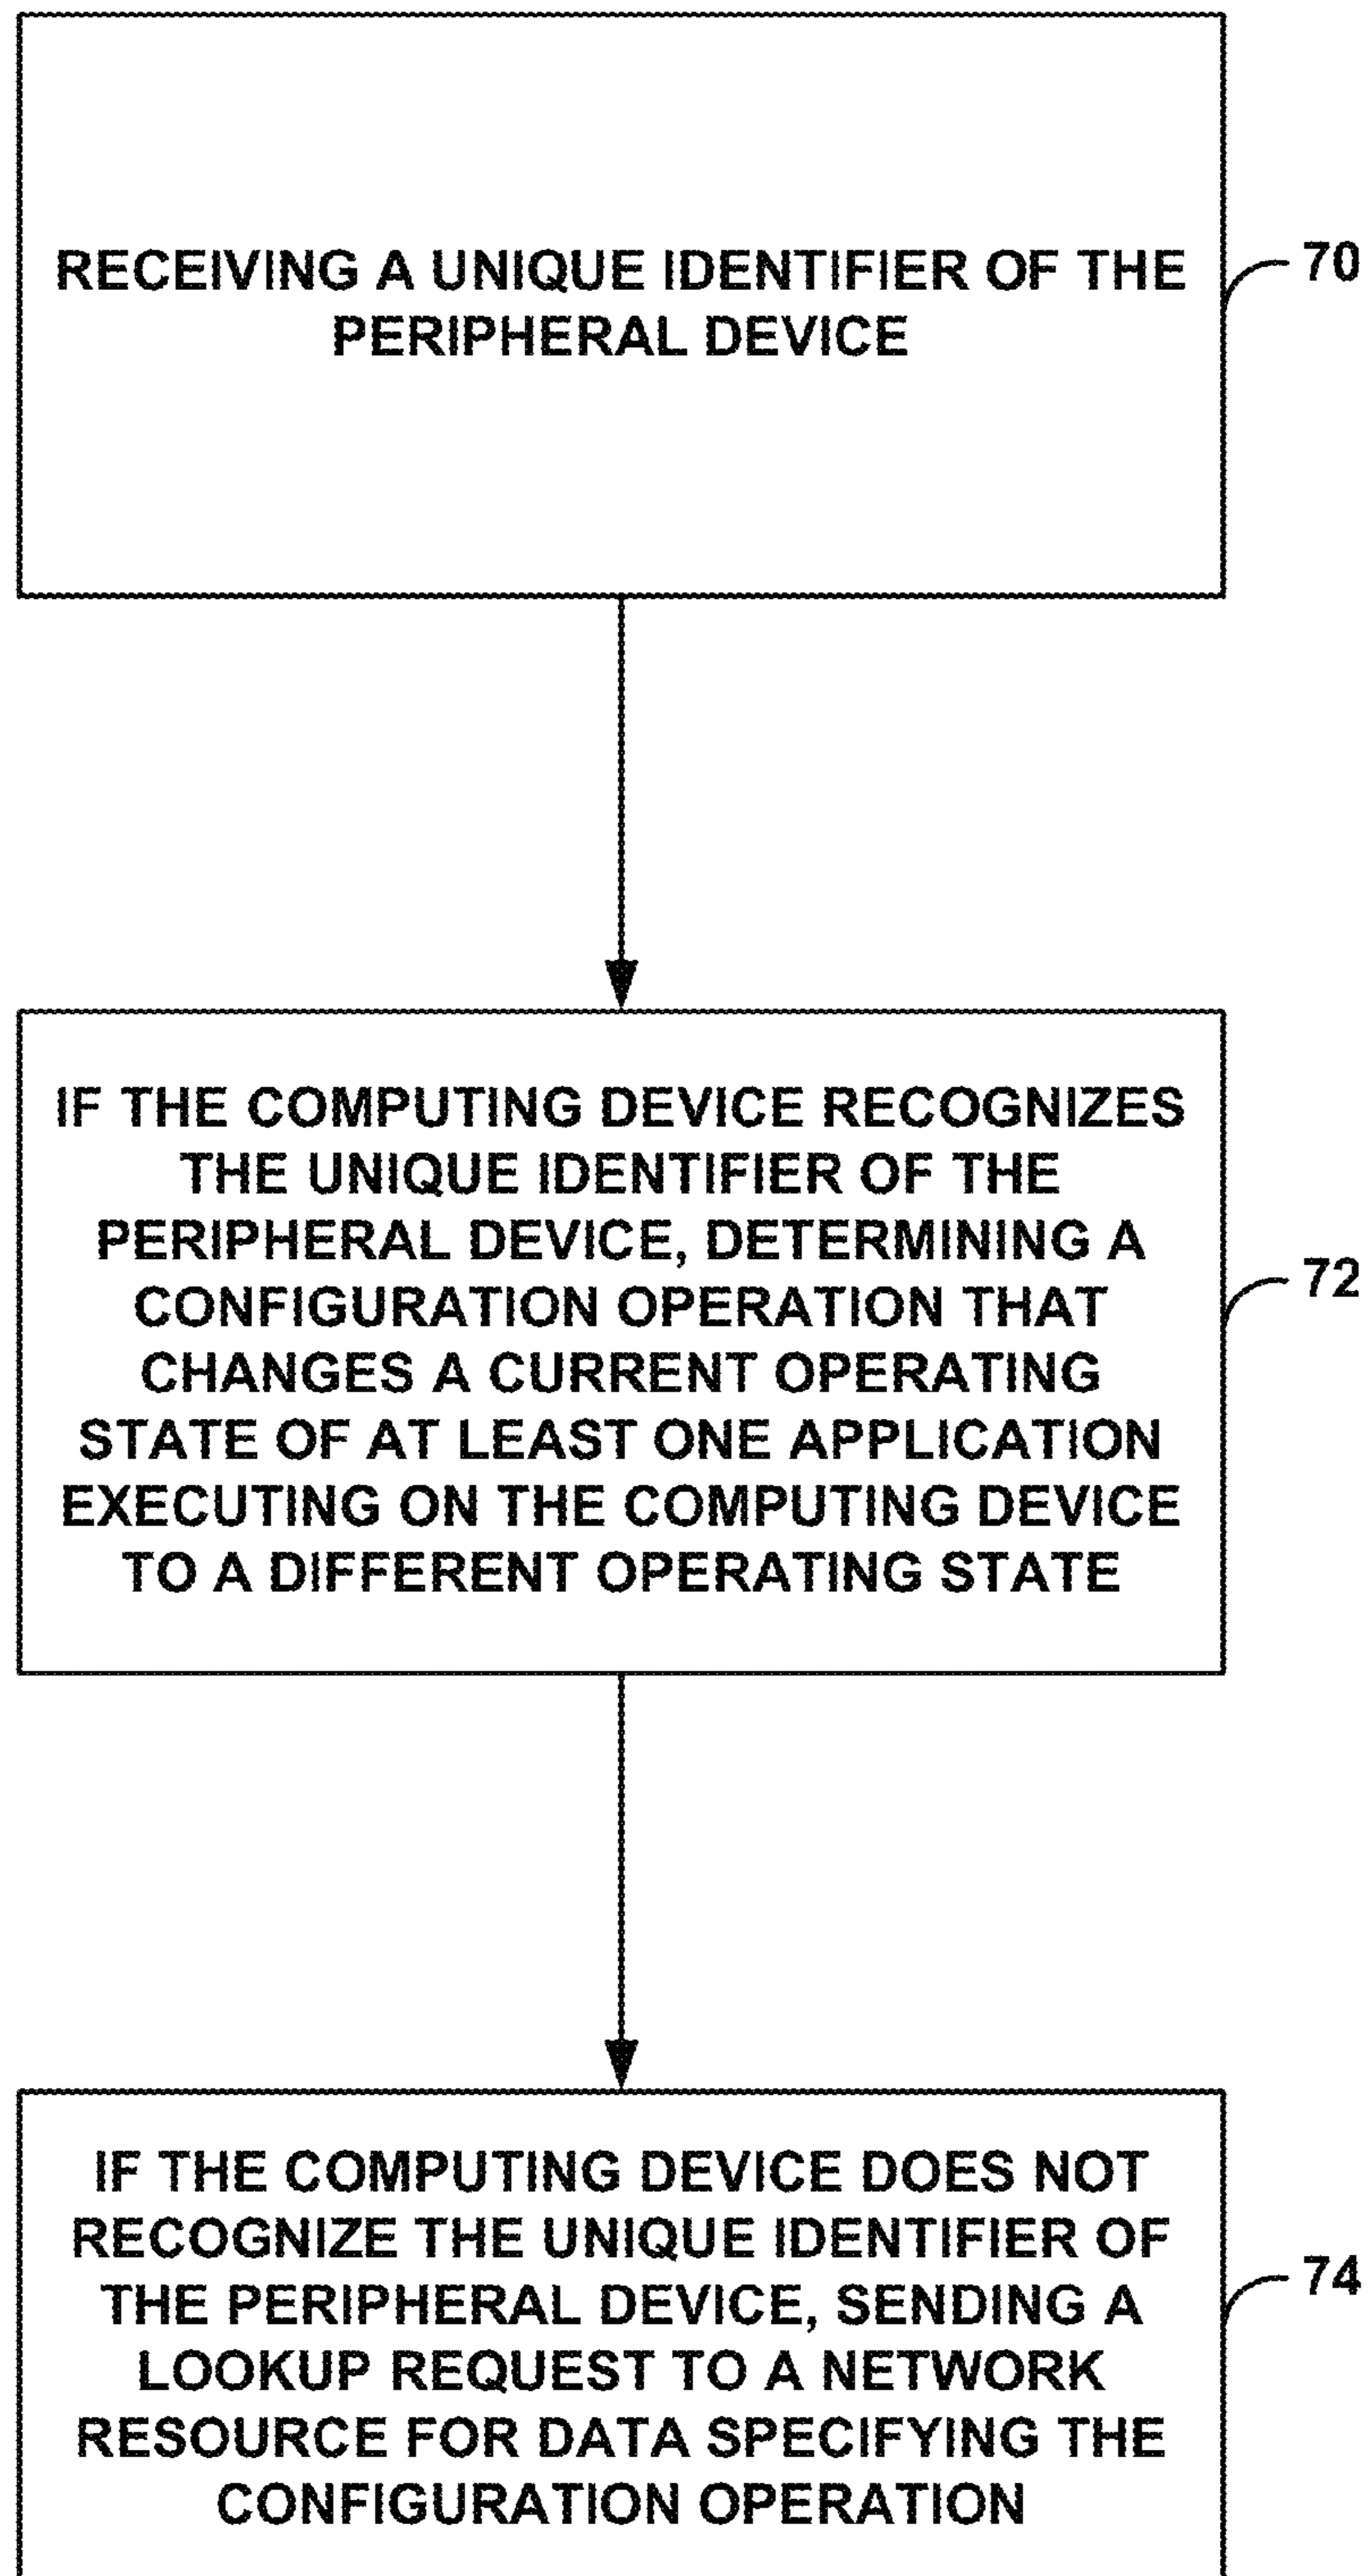 RECEIVING A UNIQUE IDENTIFIER OF THE
PERIPHERAL DEVICE
70
IF THE COMPUTING DEVICE RECOGNIZES
THE UNIQUE IDENTIFIER OF THE
PERIPHERAL DEVICE, DETERMINING A
CONFIGURATION OPERATION THAT
CHANGES A CURRENT OPERATING
STATE OF AT LEAST ONE APPLICATION
EXECUTING ON THE COMPUTING DEVICE
TO A DIFFERENT OPERATING STATE
72
IF THE COMPUTING DEVICE DOES NOT
RECOGNIZE THE UNIQUE IDENTIFIER OF
THE PERIPHERAL DEVICE, SENDING A
LOOKUP REQUEST TO A NETWORK
RESOURCE FOR DATA SPECIFYING THE
CONFIGURATION OPERATION
74